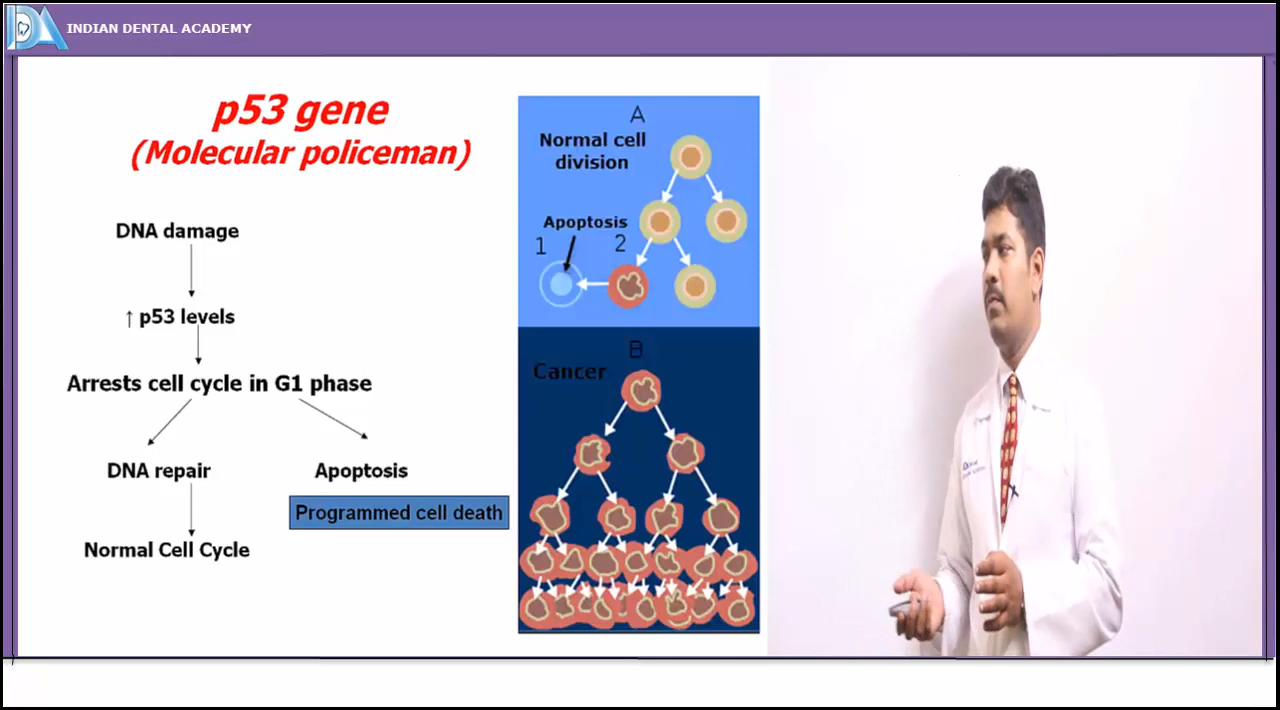 INDIAN DENTAL ACADEMY
p53 gene
(Molecular policeman)
DNA damage
↑ p53 levels
Arrests cell cycle in G1 phase
DNA repair
Apoptosis
Programmed cell death
Normal Cell Cycle
A
Normal cell
division
Apoptosis
1
2
B
Cancer